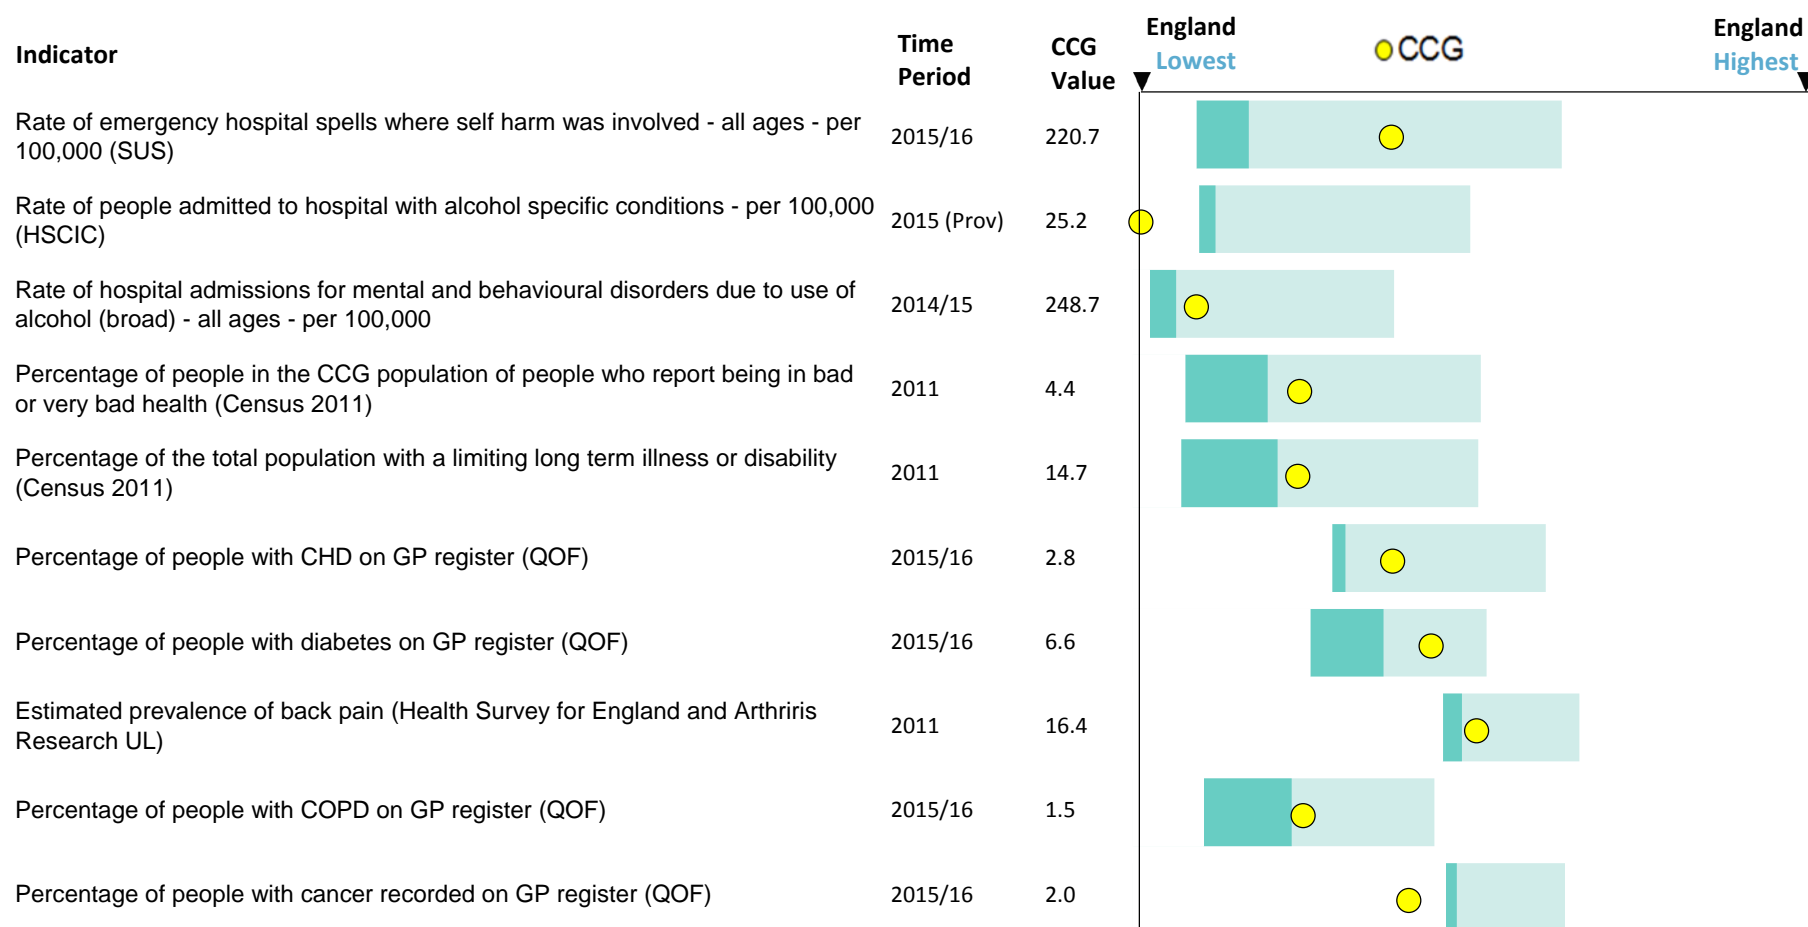 Indicator
Time
Period
CCG
Value
England
Lowest
CCG
England
Highest
Rate of emergency hospital spells where self harm was involved - all ages - per
100,000 (SUS)
2015/16
220.7
Rate of people admitted to hospital with alcohol specific conditions - per 100,000
(HSCIC)
2015 (Prov)
25.2
Rate of hospital admissions for mental and behavioural disorders due to use of
alcohol (broad) - all ages - per 100,000
2014/15
248.7
Percentage of people in the CCG population of people who report being in bad
or very bad health (Census 2011)
2011
4.4
Percentage of the total population with a limiting long term illness or disability
(Census 2011)
2011
14.7
Percentage of people with CHD on GP register (QOF)
2015/16
2.8
Percentage of people with diabetes on GP register (QOF)
2015/16
6.6
Estimated prevalence of back pain (Health Survey for England and Arthriris
Research UL)
2011
16.4
Percentage of people with COPD on GP register (QOF)
2015/16
1.5
Percentage of people with cancer recorded on GP register (QOF)
2015/16
2.0